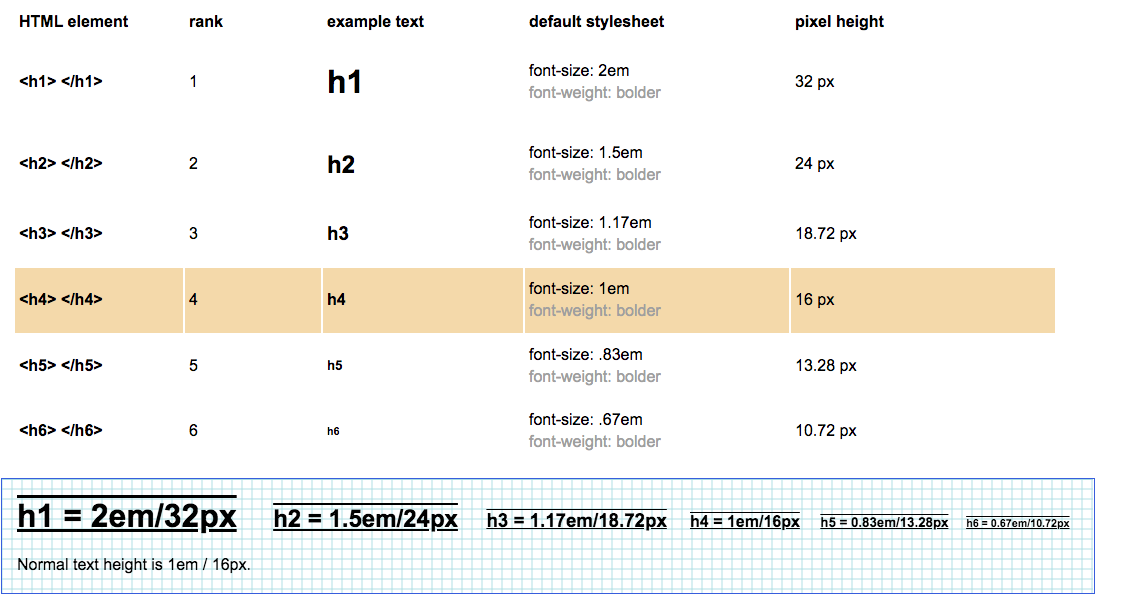 HTML element rank example text default stylesheet pixel height
<h1> </h1> 1 h1 font-size: 2em 32 px
font-weight: bolder
<h2> </h2> 2 h2 font-size: 1.5em 24 px
font-weight: bolder
<h3> </h3> 3 h3 font-size: 1.17em 18.72 px
font-weight: bolder
<h4> </h4> 4 h4 font-size: 1em 16 px
font-weight: bolder
<h5> </h5> 5 h5 font-size: .83em 13.28 px
font-weight: bolder
<h6> </h6> 6 h6 font-size: .67em 10.72 px
font-weight: bolder
h1 = 2em/32px h2 = 1.5em/24px h3 = 1.17em/18.72px h4 = 1em/16px h5 = 0.83em/13.28px h6 = 0.67em/10.72px
Normal text height is 1em / 16px.